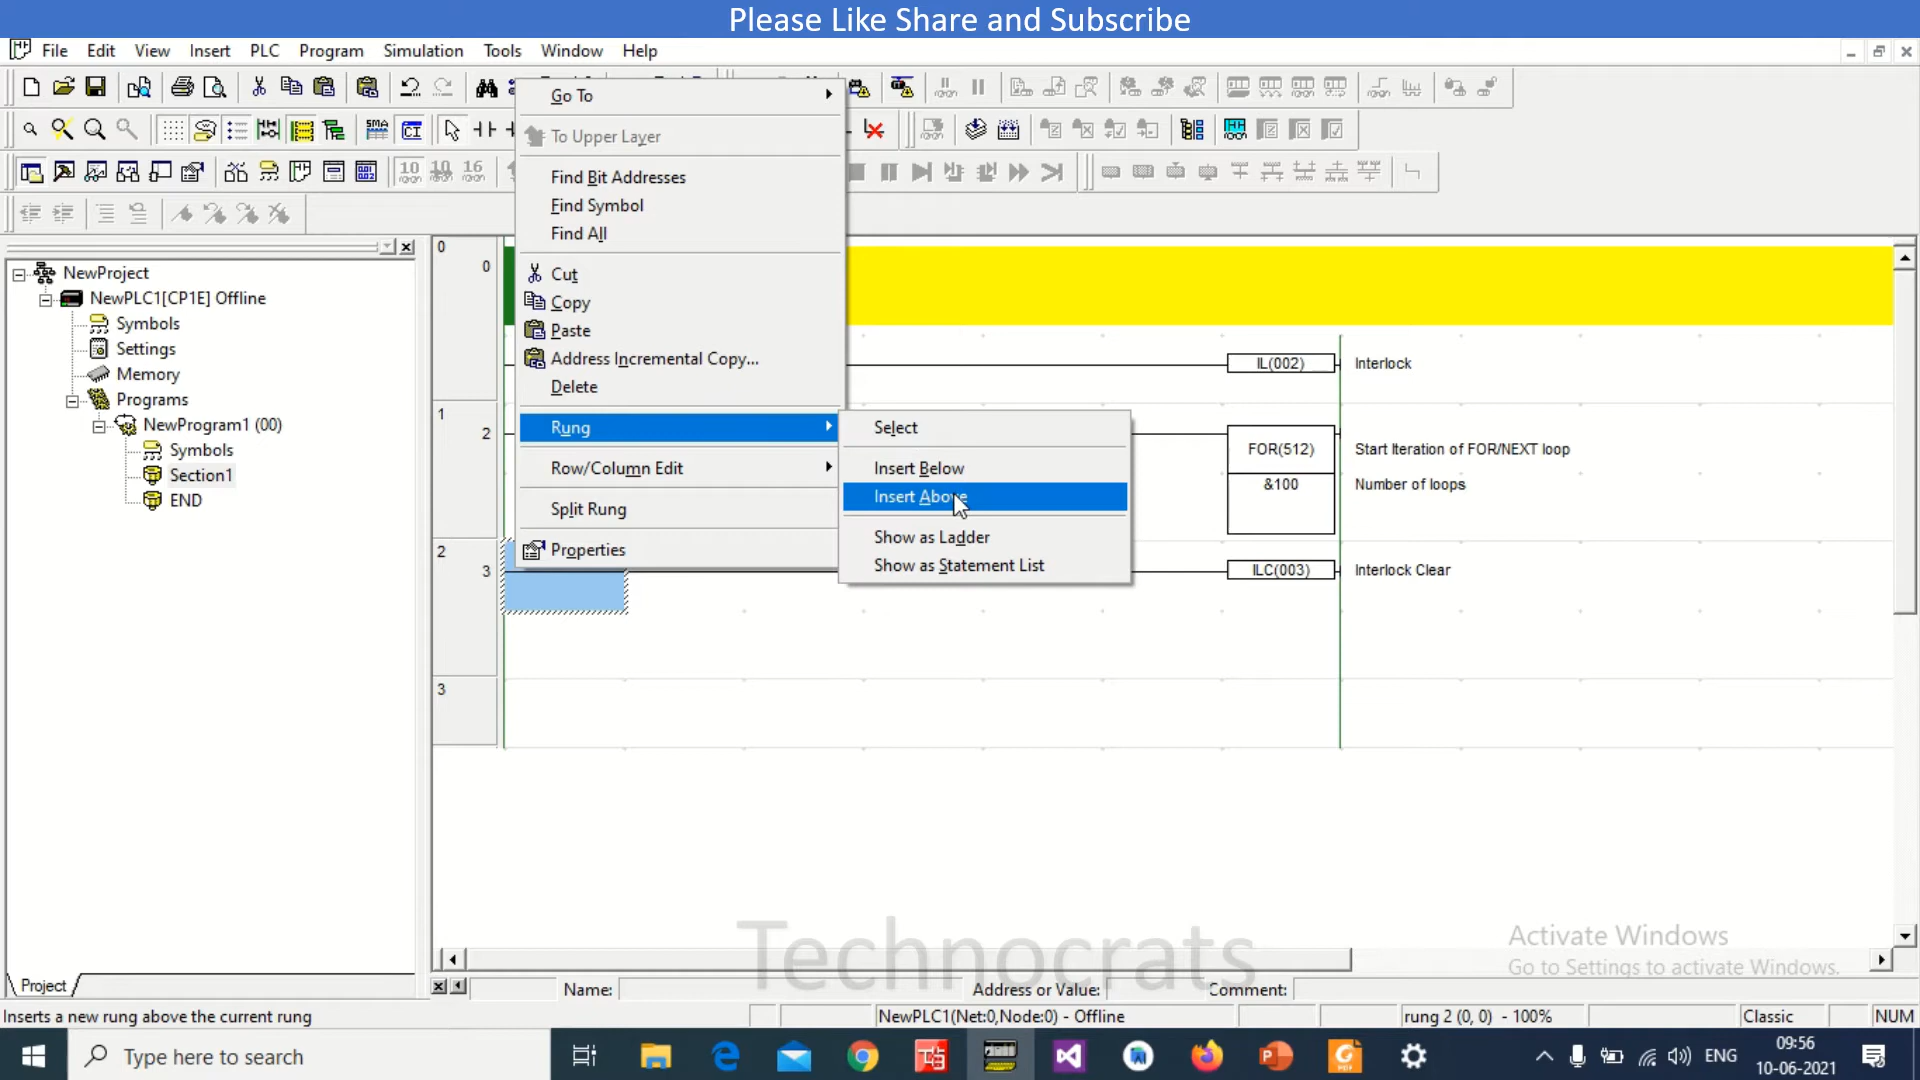 Please Like Share and Subscribe
File Edit View Insert PLC Program Simulation Tools Window Help
Go To
To Upper Layer
SMA CI
Find Bit Addresses
10 10 16
Find Symbol
Find All
0
0
NewProject
Cut
NewPLC1[CP1E] Offline
Copy
Symbols
Paste
Settings
Address Incremental Copy...
IL(002) Interlock
Memory
Delete
Programs
1
NewProgram1 (00)
Rung
Select
2
FOR(512) Start Iteration of FOR/NEXT loop
Symbols
Row/Column Edit
Insert Below
Section1
&100 Number of loops
Insert Above
END
Split Rung
Show as Ladder
2
Properties
Show as Statement List
3
ILC(003) Interlock Clear
3
Technocrats
Activate Windows
Go to Settings to activate Windows.
Project
Name:
Address or Value:
Comment:
Inserts a new rung above the current rung
NewPLC1(Net:0,Node:0) - Offline
rung 2 (0, 0) - 100%
Classic
NUM
Type here to search
ENG
09:56
10-06-2021